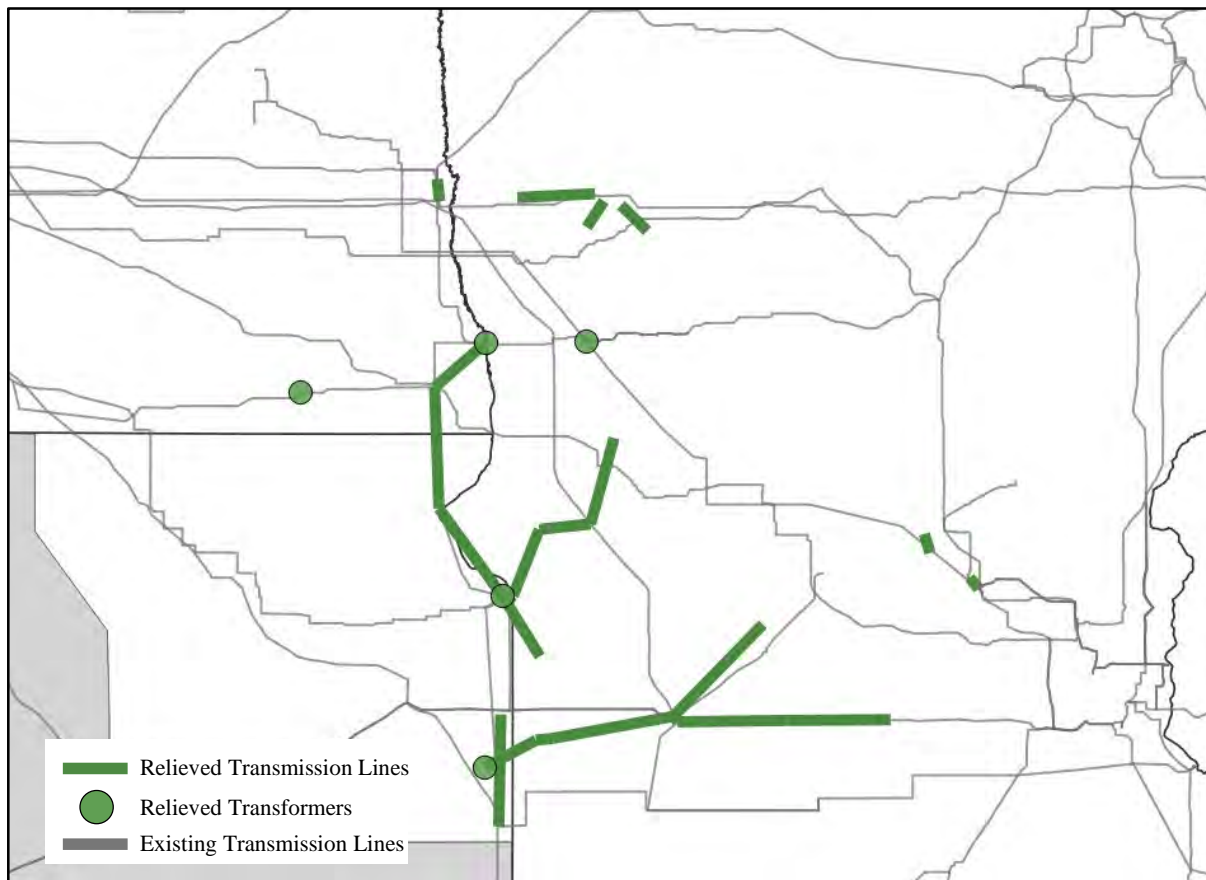 Relieved Transmission Lines
Relieved Transformers
Existing Transmission Lines